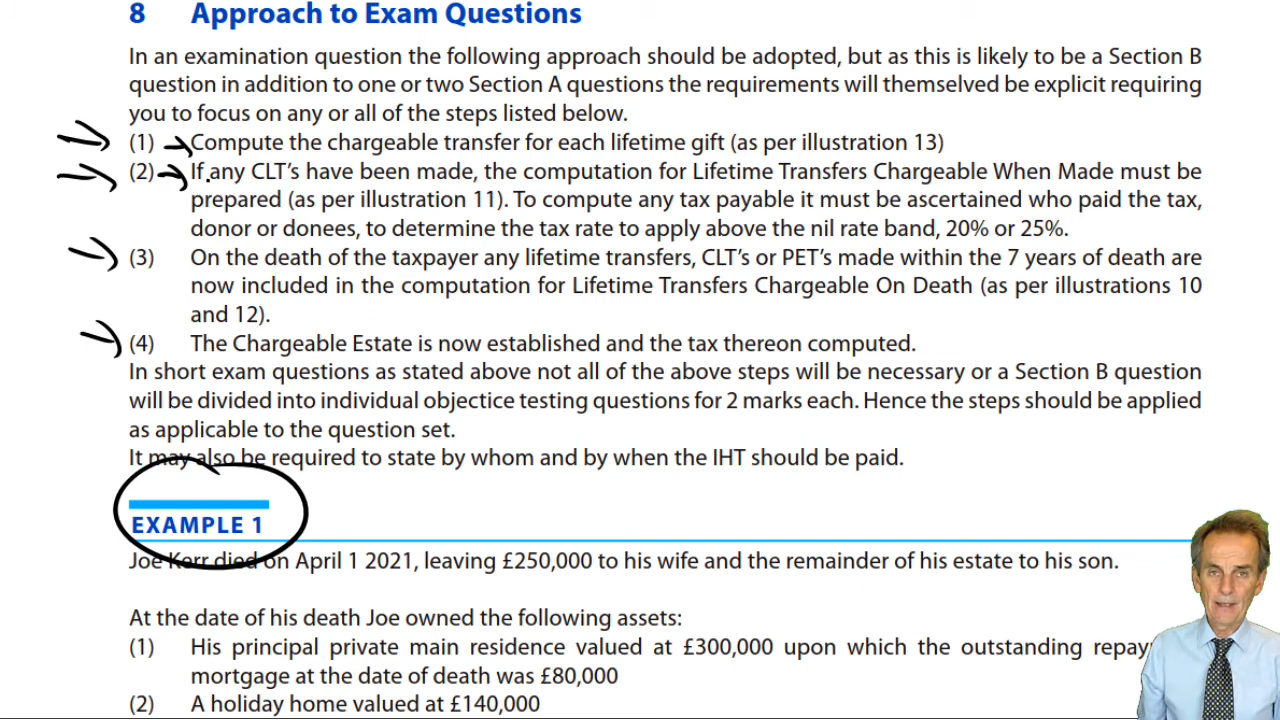 8 Approach to Exam Questions
In an examination question the following approach should be adopted, but as this is likely to be a Section B
question in addition to one or two Section A questions the requirements will themselves be explicit requiring
you to focus on any or all of the steps listed below.
(1) Compute the chargeable transfer for each lifetime gift (as per illustration 13)
(2) If any CLT's have been made, the computation for Lifetime Transfers Chargeable When Made must be
prepared (as per illustration 11). To compute any tax payable it must be ascertained who paid the tax,
donor or donees, to determine the tax rate to apply above the nil rate band, 20% or 25%.
(3) On the death of the taxpayer any lifetime transfers, CLT's or PET's made within the 7 years of death are
now included in the computation for Lifetime Transfers Chargeable On Death (as per illustrations 10
and 12).
(4) The Chargeable Estate is now established and the tax thereon computed.
In short exam questions as stated above not all of the above steps will be necessary or a Section B question
will be divided into individual objectice testing questions for 2 marks each. Hence the steps should be applied
as applicable to the question set.
It may also be required to state by whom and by when the IHT should be paid.
EXAMPLE 1
Joe Kerr died on April 1 2021, leaving £250,000 to his wife and the remainder of his estate to his son.
At the date of his death Joe owned the following assets:
(1) His principal private main residence valued at £300,000 upon which the outstanding
mortgage at the date of death was £80,000
(2) A holiday home valued at £140,000